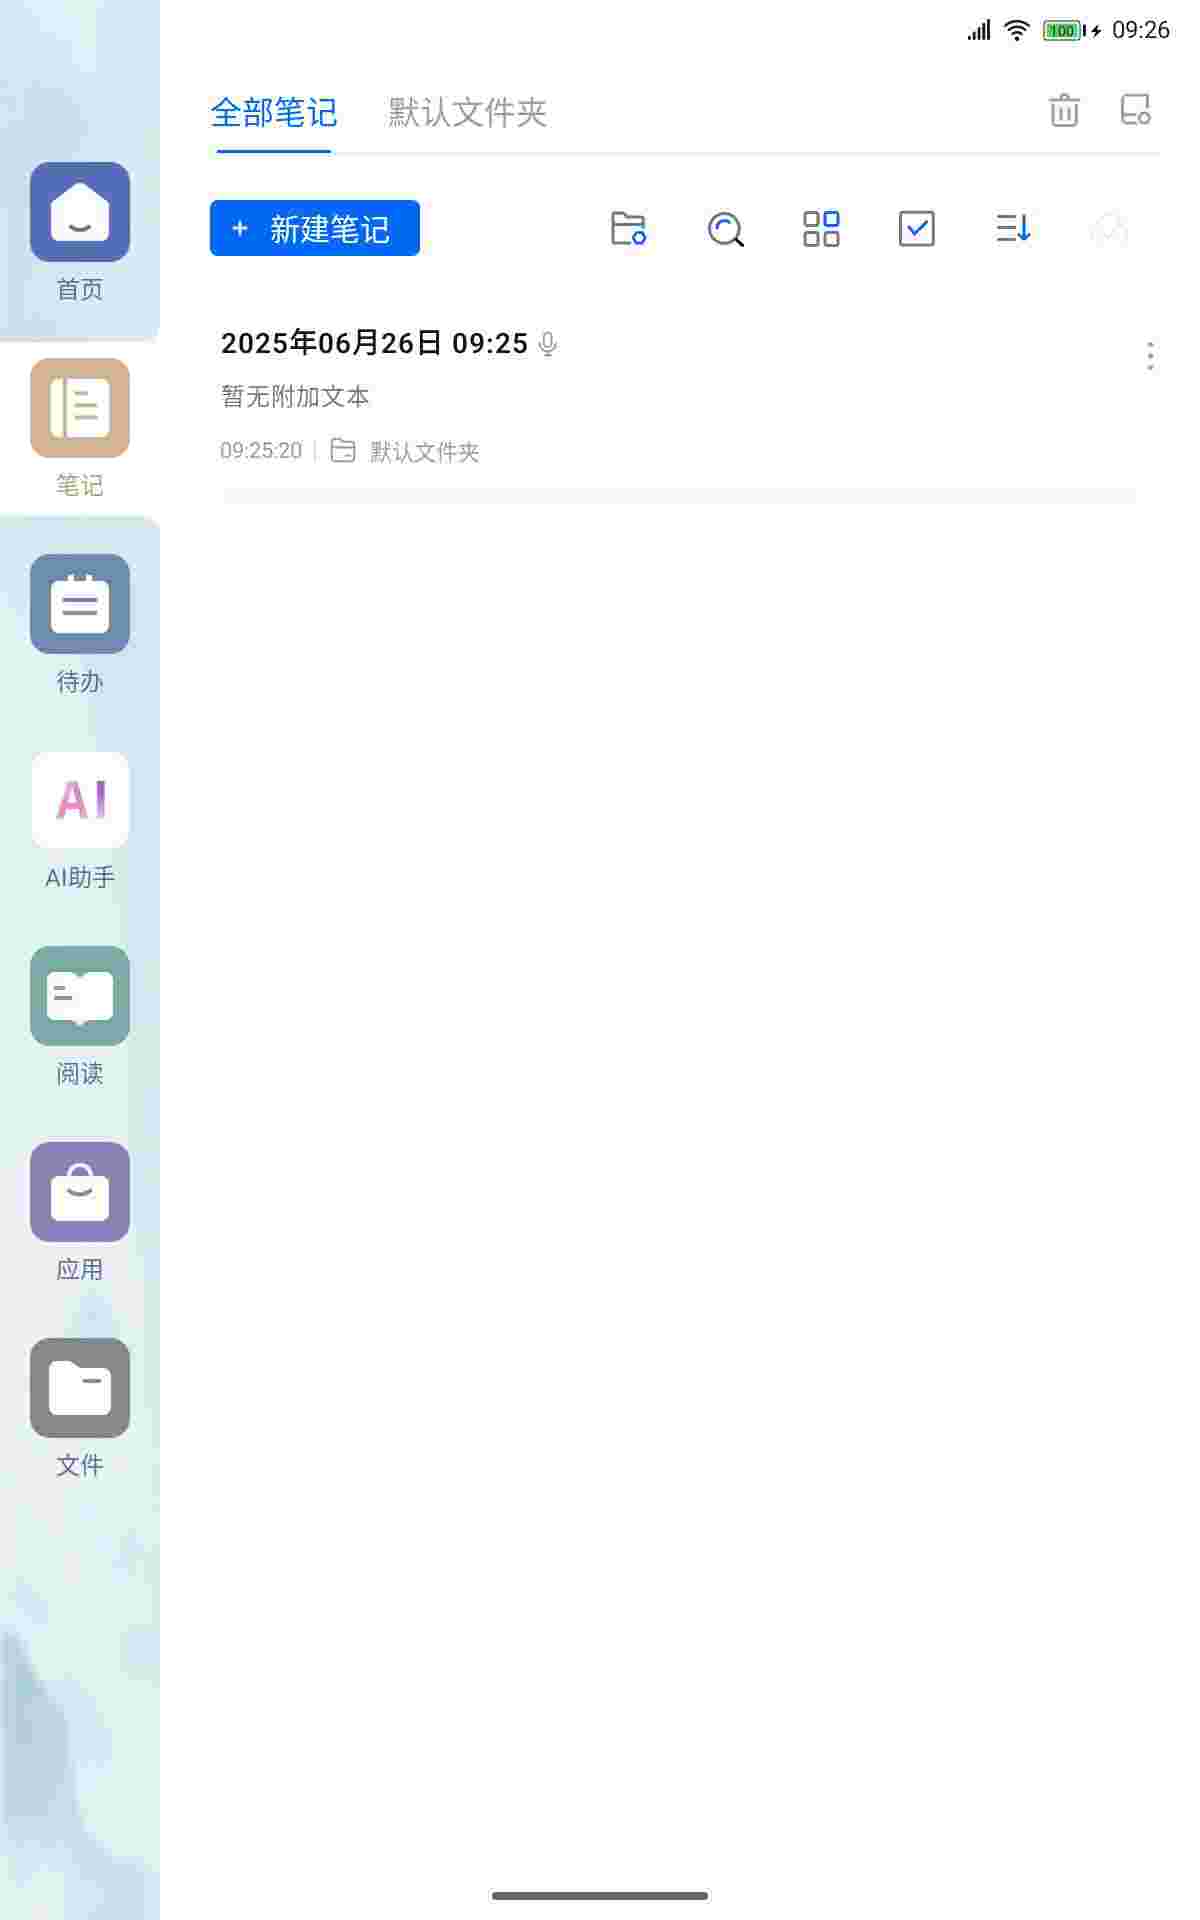 100 09:26
全部笔记 默认文件夹
+ 新建笔记
2025年06月26日 09:25
暂无附加文本
09:25:20 默认文件夹
首页
笔记
待办
AI
AI助手
阅读
应用
文件